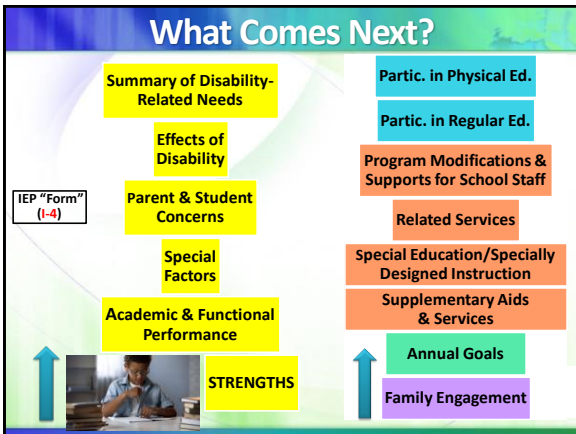 What Comes Next?
Summary of Disability-
Related Needs
Effects of
Disability
IEP "Form"
(I-4)
Parent & Student
Concerns
Special
Factors
Academic & Functional
Performance
STRENGTHS
Partic. in Physical Ed.
Partic. in Regular Ed.
Program Modifications &
Supports for School Staff
Related Services
Special Education/Specially
Designed Instruction
Supplementary Aids
& Services
Annual Goals
Family Engagement